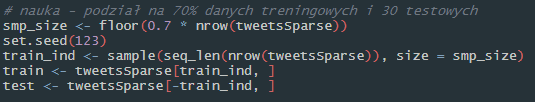 # nauka - podział na 70% danych treningowych i 30 testowych
smp_size <- floor(0.7 * nrow(tweetsSparse))
set.seed(123)
train_ind <- sample(seq_len(nrow(tweetsSparse)), size = smp_size)
train <- tweetsSparse[train_ind, ]
test <- tweetsSparse[-train_ind, ]